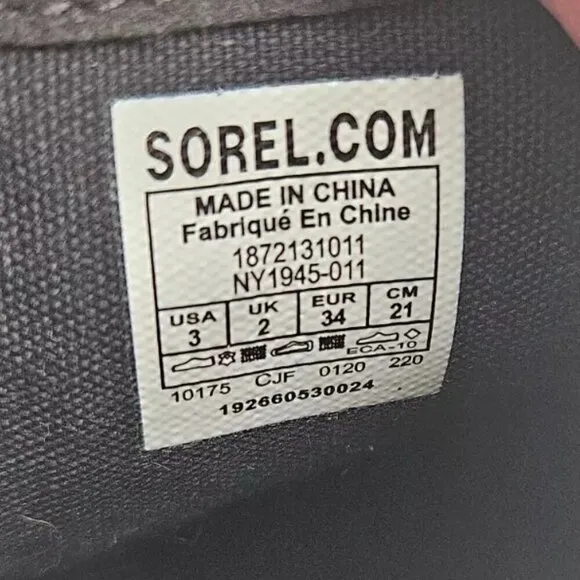 SOREL.COM
MADE IN CHINA
Fabriqué En Chine
1872131011
NY1945-011
USA UK EUR CM
3 2 34 21
ECA-10
10175 CJF 0120 220
192660530024